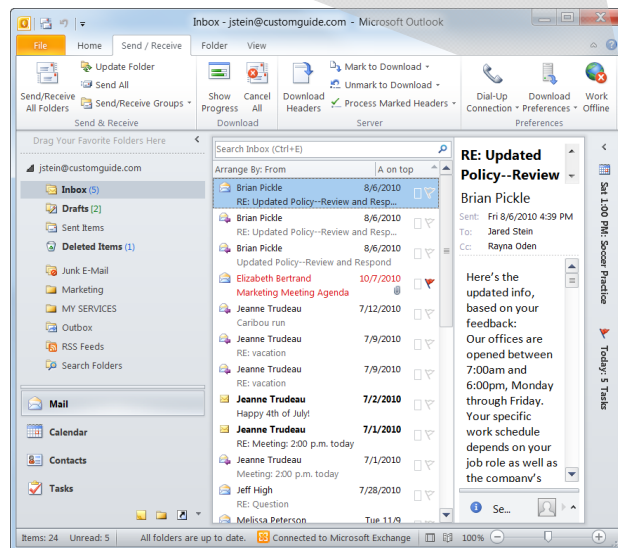 Inbox - jstein@customguide.com - Microsoft Outlook
File Home Send / Receive Folder View
Send/Receive All Folders
Update Folder
Send All
Send/Receive Groups
Send & Receive
Show Progress
Cancel All
Download
Download Headers
Mark to Download
Unmark to Download
Process Marked Headers
Server
Dial-Up Connection
Download Preferences
Work Offline
Preferences
Drag Your Favorite Folders Here
jstein@customguide.com
Inbox (5)
Drafts [2]
Sent Items
Deleted Items (1)
Junk E-Mail
Marketing
MY SERVICES
Outbox
RSS Feeds
Search Folders
Mail
Calendar
Contacts
Tasks
Search Inbox (Ctrl+E)
Arrange By: From A on top
Brian Pickle 8/6/2010
RE: Updated Policy--Review and Resp...
Brian Pickle 8/6/2010
RE: Updated Policy--Review and Resp...
Brian Pickle 8/6/2010
Updated Policy--Review and Respond
Elizabeth Bertrand 10/7/2010
Marketing Meeting Agenda
Jeanne Trudeau 7/12/2010
Caribou run
Jeanne Trudeau 7/9/2010
RE: vacation
Jeanne Trudeau 7/9/2010
RE: vacation
Jeanne Trudeau 7/2/2010
Happy 4th of July!
Jeanne Trudeau 7/1/2010
RE: Meeting: 2:00 p.m. today
Jeanne Trudeau 7/1/2010
Meeting: 2:00 p.m. today
Jeff High 7/28/2010
RE: Question
Melissa Peterson Tue 11/9
RE: Updated
Policy--Review
Brian Pickle
Sent: Fri 8/6/2010 4:39 PM
To: Jared Stein
Cc: Rayna Oden
Here's the
updated info,
based on your
feedback:
Our offices are
opened between
7:00am and
6:00pm, Monday
through Friday.
Your specific
work schedule
depends on your
job role as well as
the company's
Se...
Sat 1:00 PM: Soccer Practice
Today: 5 Tasks
Items: 24 Unread: 5 All folders are up to date. Connected to Microsoft Exchange 100%